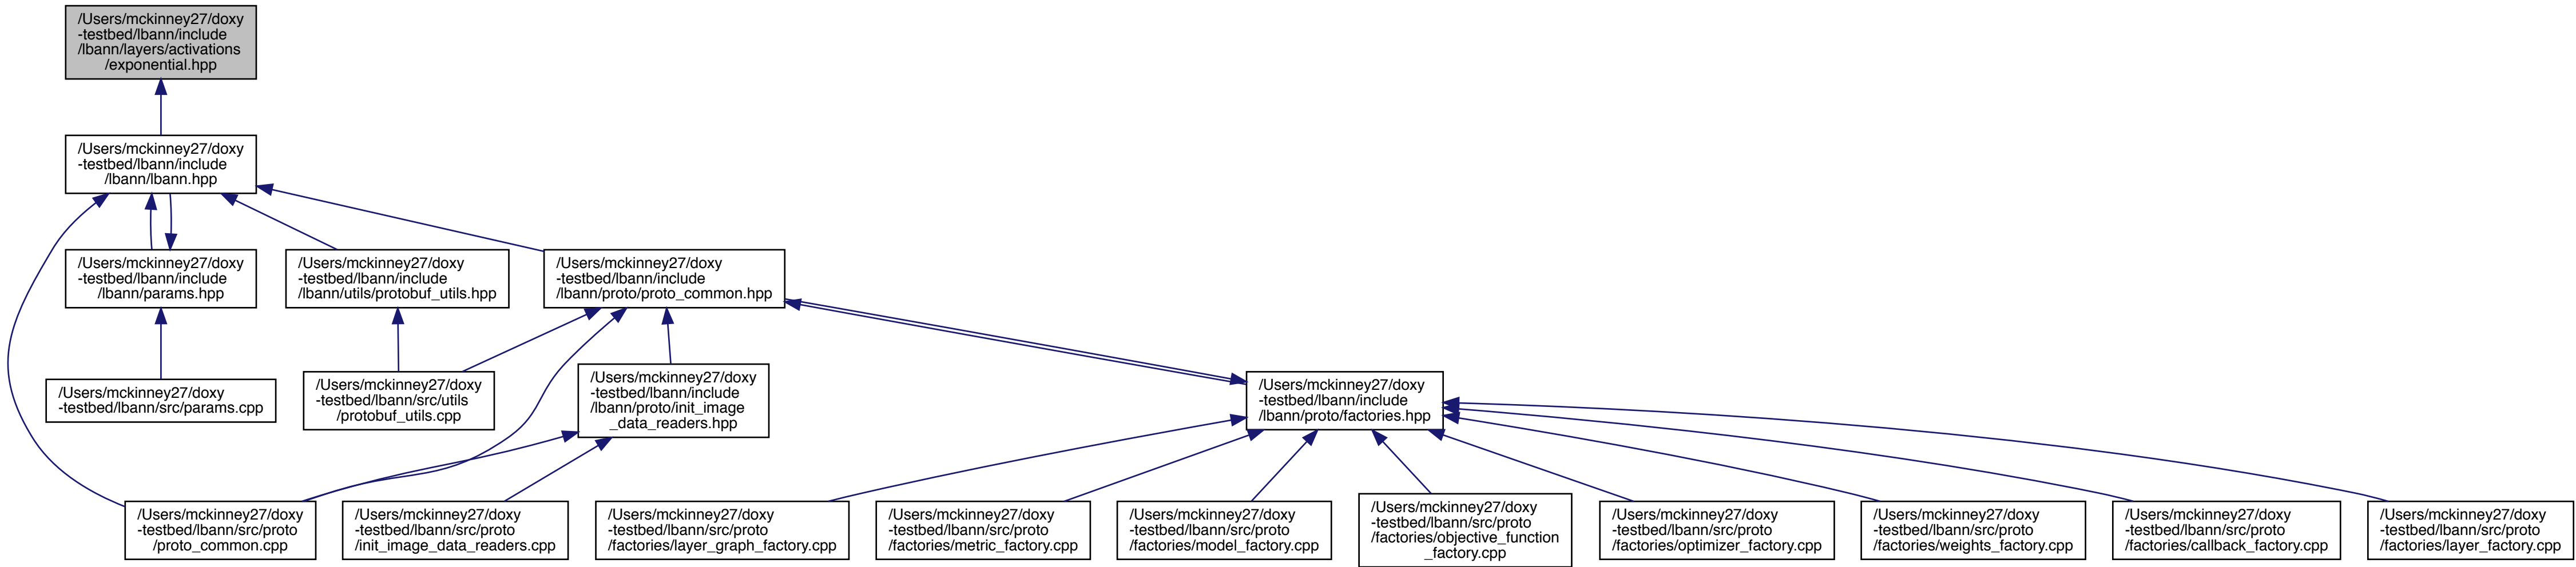 /Users/mckinney27/doxy
-testbed/lbann/include
/lbann/layers/activations
/exponential.hpp
/Users/mckinney27/doxy
-testbed/lbann/include
/lbann/lbann.hpp
/Users/mckinney27/doxy
-testbed/lbann/include
/lbann/params.hpp
/Users/mckinney27/doxy
-testbed/lbann/include
/lbann/utils/protobuf_utils.hpp
/Users/mckinney27/doxy
-testbed/lbann/include
/lbann/proto/proto_common.hpp
/Users/mckinney27/doxy
-testbed/lbann/src/params.cpp
/Users/mckinney27/doxy
-testbed/lbann/src/utils
/protobuf_utils.cpp
/Users/mckinney27/doxy
-testbed/lbann/include
/lbann/proto/init_image
_data_readers.hpp
/Users/mckinney27/doxy
-testbed/lbann/include
/lbann/proto/factories.hpp
/Users/mckinney27/doxy
-testbed/lbann/src/proto
/proto_common.cpp
/Users/mckinney27/doxy
-testbed/lbann/src/proto
/init_image_data_readers.cpp
/Users/mckinney27/doxy
-testbed/lbann/src/proto
/factories/layer_graph_factory.cpp
/Users/mckinney27/doxy
-testbed/lbann/src/proto
/factories/metric_factory.cpp
/Users/mckinney27/doxy
-testbed/lbann/src/proto
/factories/model_factory.cpp
/Users/mckinney27/doxy
-testbed/lbann/src/proto
/factories/objective_function
_factory.cpp
/Users/mckinney27/doxy
-testbed/lbann/src/proto
/factories/optimizer_factory.cpp
/Users/mckinney27/doxy
-testbed/lbann/src/proto
/factories/weights_factory.cpp
/Users/mckinney27/doxy
-testbed/lbann/src/proto
/factories/callback_factory.cpp
/Users/mckinney27/doxy
-testbed/lbann/src/proto
/factories/layer_factory.cpp